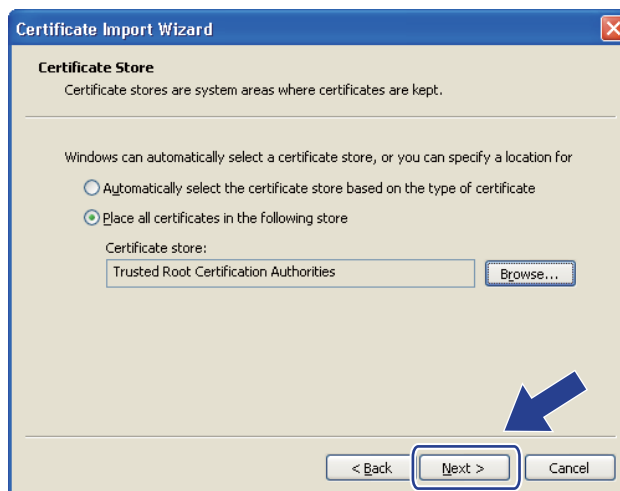 Certificate Import Wizard
Certificate Store
Certificate stores are system areas where certificates are kept.
Windows can automatically select a certificate store, or you can specify a location for
Automatically select the certificate store based on the type of certificate
Place all certificates in the following store
Certificate store:
Trusted Root Certification Authorities
Browse...
< Back
Next >
Cancel